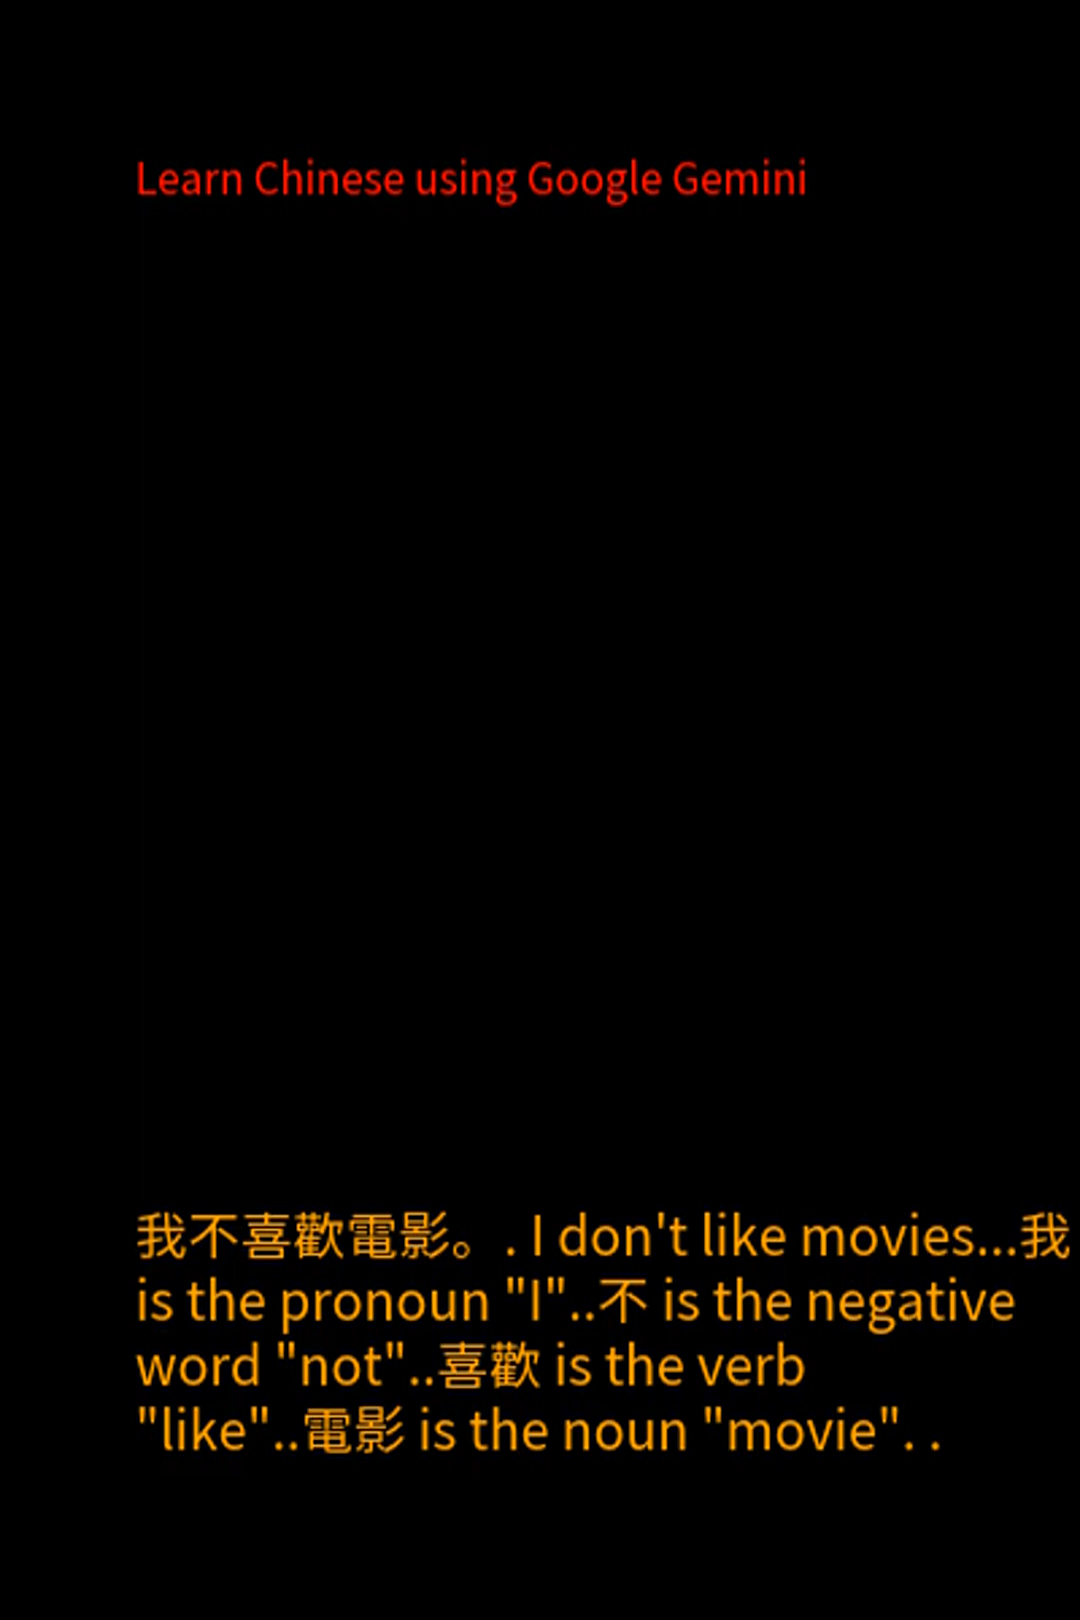 Learn Chinese using Google Gemini
我不喜歡電影。. I don't like movies...我
is the pronoun "I"..不 is the negative
word "not"..喜歡 is the verb
"like"..電影 is the noun "movie". .